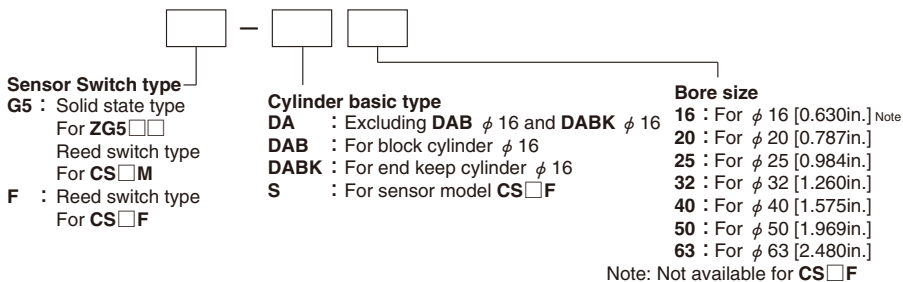 Sensor Switch type
G5 : Solid state type
For ZG5□□
Reed switch type
For CS□M
F : Reed switch type
For CS□F
Cylinder basic type
DA : Excluding DAB φ 16 and DABK φ 16
DAB : For block cylinder φ 16
DABK : For end keep cylinder φ 16
S : For sensor model CS□F
Bore size
16 : For φ 16 [0.630in.] Note
20 : For φ 20 [0.787in.]
25 : For φ 25 [0.984in.]
32 : For φ 32 [1.260in.]
40 : For φ 40 [1.575in.]
50 : For φ 50 [1.969in.]
63 : For φ 63 [2.480in.]
Note: Not available for CS□F